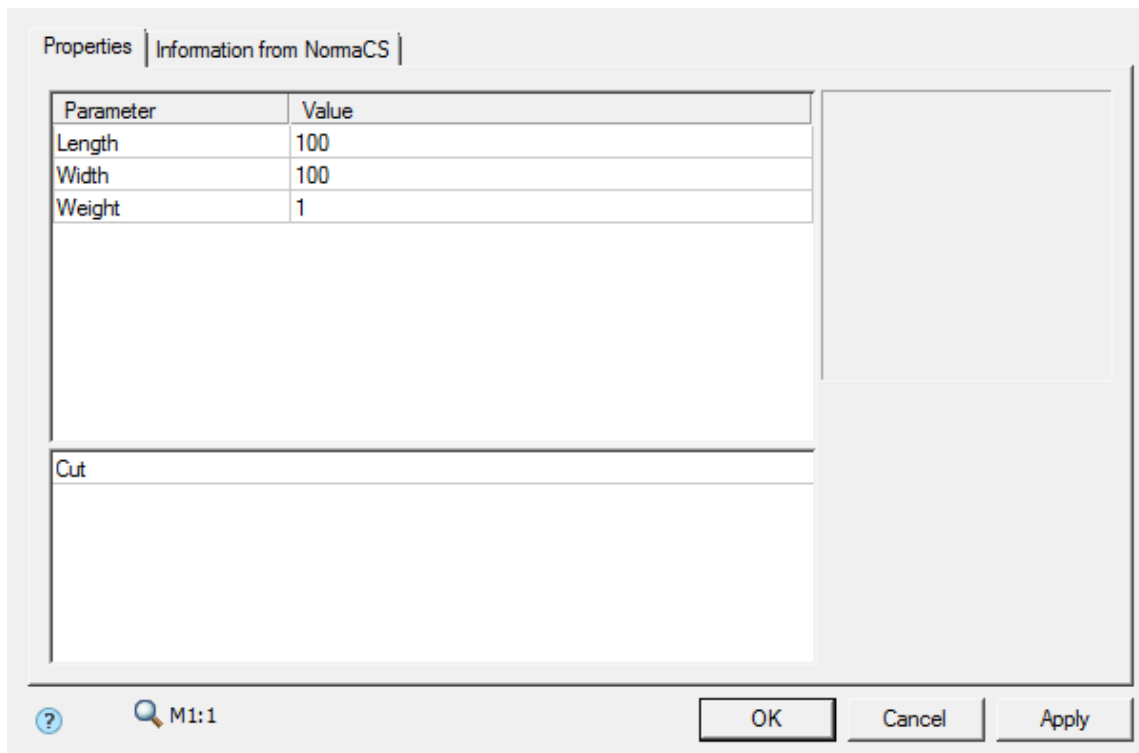 Properties Information from NormaCS
Parameter Value
Length 100
Width 100
Weight 1
Cut
? M1:1 OK Cancel Apply